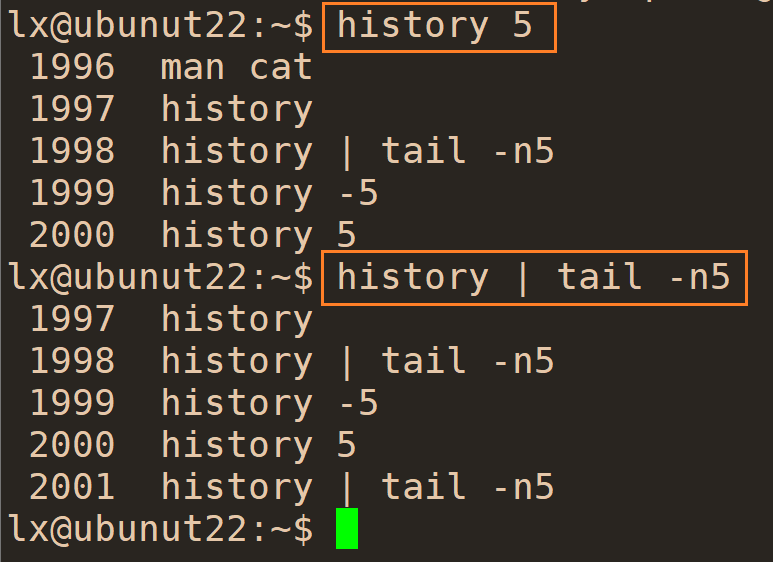 lx@ubunut22:~$ history 5
 1996  man cat
 1997  history
 1998  history | tail -n5
 1999  history -5
 2000  history 5
lx@ubunut22:~$ history | tail -n5
 1997  history
 1998  history | tail -n5
 1999  history -5
 2000  history 5
 2001  history | tail -n5
lx@ubunut22:~$